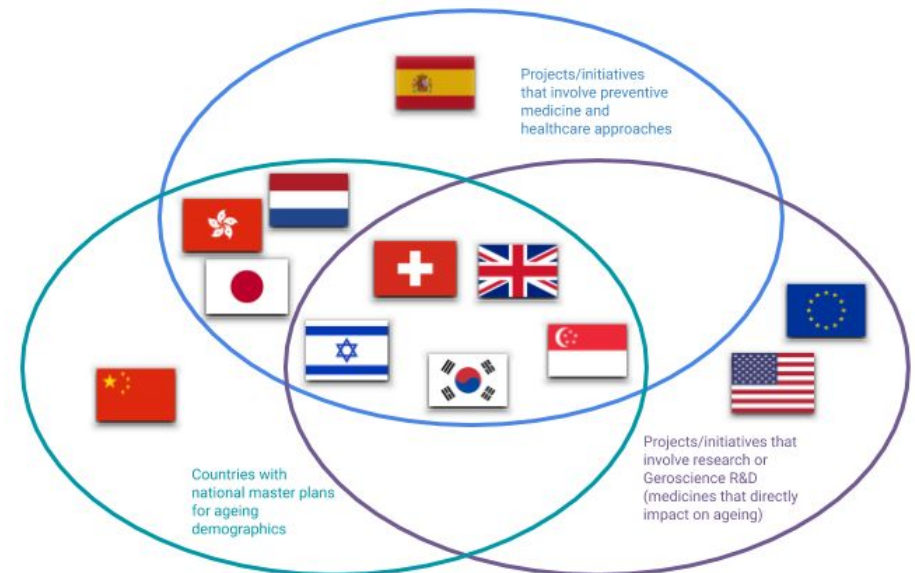 Projects/initiatives
that involve preventive
medicine and
healthcare approaches
Projects/initiatives that
involve research or
Geroscience R&D
(medicines that directly
impact on ageing)
Countries with
national master plans
for ageing
demographics